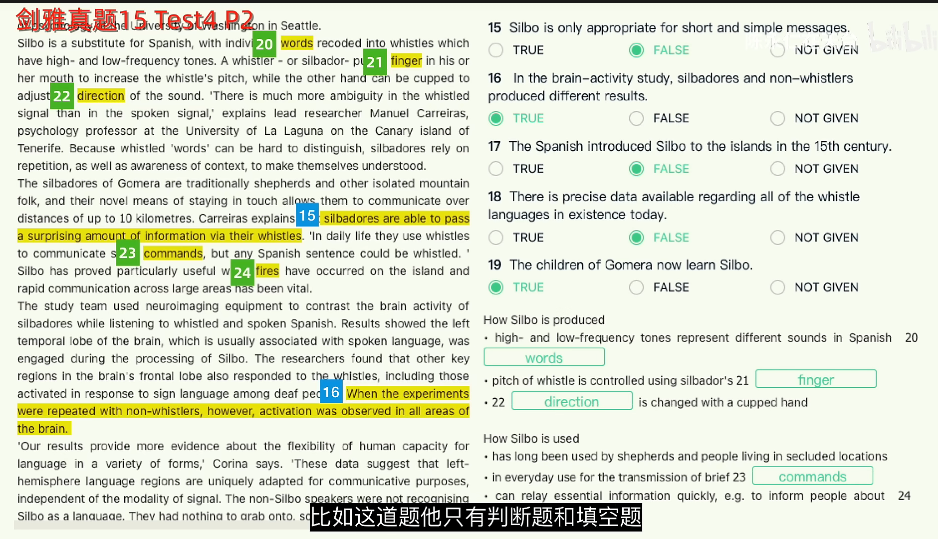 剑雅真题15 Test4 P2
of psychology at the University of Washington in Seattle.
Silbo is a substitute for Spanish, with indivi 20 words recoded into whistles which
have high- and low-frequency tones. A whistler - or silbador- pu 21 finger in his or
her mouth to increase the whistle's pitch, while the other hand can be cupped to
adjust 22 direction of the sound. 'There is much more ambiguity in the whistled
signal than in the spoken signal,' explains lead researcher Manuel Carreiras,
psychology professor at the University of La Laguna on the Canary island of
Tenerife. Because whistled 'words' can be hard to distinguish, silbadores rely on
repetition, as well as awareness of context, to make themselves understood.
The silbadores of Gomera are traditionally shepherds and other isolated mountain
folk, and their novel means of staying in touch allows them to communicate over
distances of up to 10 kilometres. Carreiras explains 15 silbadores are able to pass
a surprising amount of information via their whistles. 'In daily life they use whistles
to communicate s 23 commands, but any Spanish sentence could be whistled. '
Silbo has proved particularly useful w 24 fires have occurred on the island and
rapid communication across large areas has been vital.
The study team used neuroimaging equipment to contrast the brain activity of
silbadores while listening to whistled and spoken Spanish. Results showed the left
temporal lobe of the brain, which is usually associated with spoken language, was
engaged during the processing of Silbo. The researchers found that other key
regions in the brain's frontal lobe also responded to the whistles, including those
activated in response to sign language among deaf peo 16 When the experiments
were repeated with non-whistlers, however, activation was observed in all areas of
the brain.
'Our results provide more evidence about the flexibility of human capacity for
language in a variety of forms,' Corina says. 'These data suggest that left-
hemisphere language regions are uniquely adapted for communicative purposes,
independent of the modality of signal. The non-Silbo speakers were not recognising
Silbo as a language. They had nothing to grab onto, so
15 Silbo is only appropriate for short and simple messages.
TRUE FALSE NOT GIVEN
bilibili
16 In the brain-activity study, silbadores and non-whistlers
produced different results.
TRUE FALSE NOT GIVEN
17 The Spanish introduced Silbo to the islands in the 15th century.
TRUE FALSE NOT GIVEN
18 There is precise data available regarding all of the whistle
languages in existence today.
TRUE FALSE NOT GIVEN
19 The children of Gomera now learn Silbo.
TRUE FALSE NOT GIVEN
How Silbo is produced
• high- and low-frequency tones represent different sounds in Spanish 20
words
• pitch of whistle is controlled using silbador's 21 finger
• 22 direction is changed with a cupped hand
How Silbo is used
• has long been used by shepherds and people living in secluded locations
• in everyday use for the transmission of brief 23 commands
• can relay essential information quickly, e.g. to inform people about 24
比如这道题他只有判断题和填空题